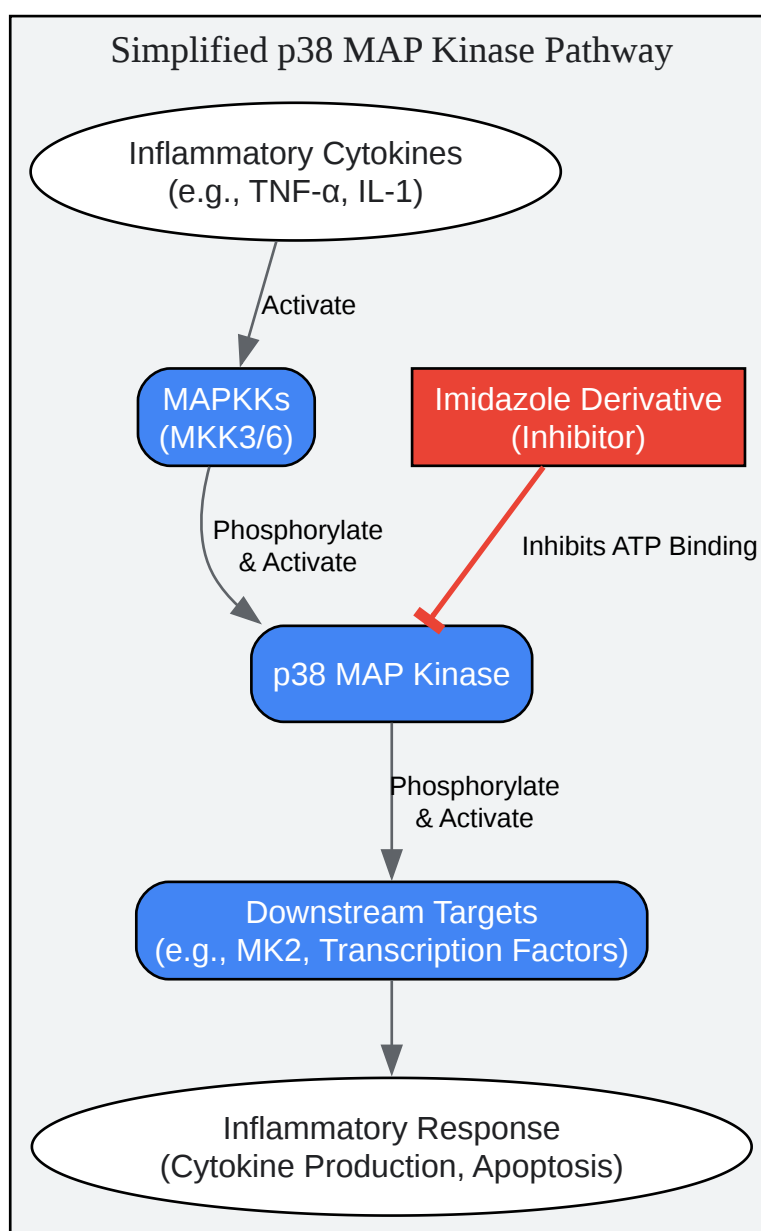 Simplified p38 MAP Kinase Pathway
Inflammatory Cytokines
(e.g., TNF-α, IL-1)
Activate
MAPKKs
(MKK3/6)
Imidazole Derivative
(Inhibitor)
Phosphorylate
& Activate
Inhibits ATP Binding
p38 MAP Kinase
Phosphorylate
& Activate
Downstream Targets
(e.g., MK2, Transcription Factors)
Inflammatory Response
(Cytokine Production, Apoptosis)